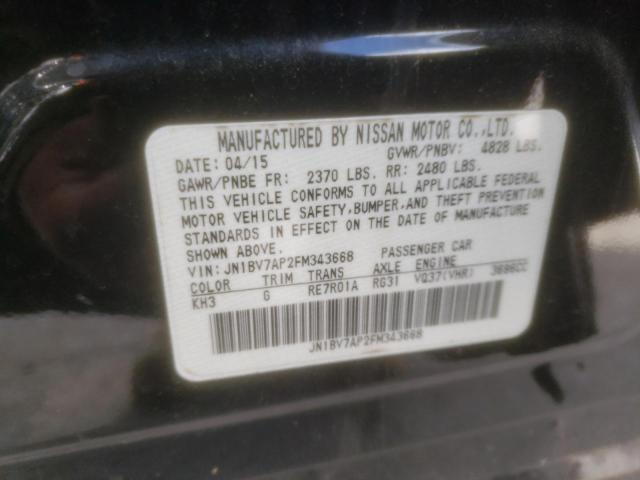 MANUFACTURED BY NISSAN MOTOR CO.,LTD.
DATE: 04/15 GVWR/PNBV: 4828 LBS.
GAWR/PNBE FR: 2370 LBS. RR: 2480 LBS.
THIS VEHICLE CONFORMS TO ALL APPLICABLE FEDERAL
MOTOR VEHICLE SAFETY, BUMPER, AND THEFT PREVENTION
STANDARDS IN EFFECT ON THE DATE OF MANUFACTURE
SHOWN ABOVE.
VIN: JN1BV7AP2FM343668 PASSENGER CAR
COLOR TRIM TRANS AXLE ENGINE
KH3 G RE7R01A RG31 VQ37(VHR) 3696CC
JN1BV7AP2FM343668